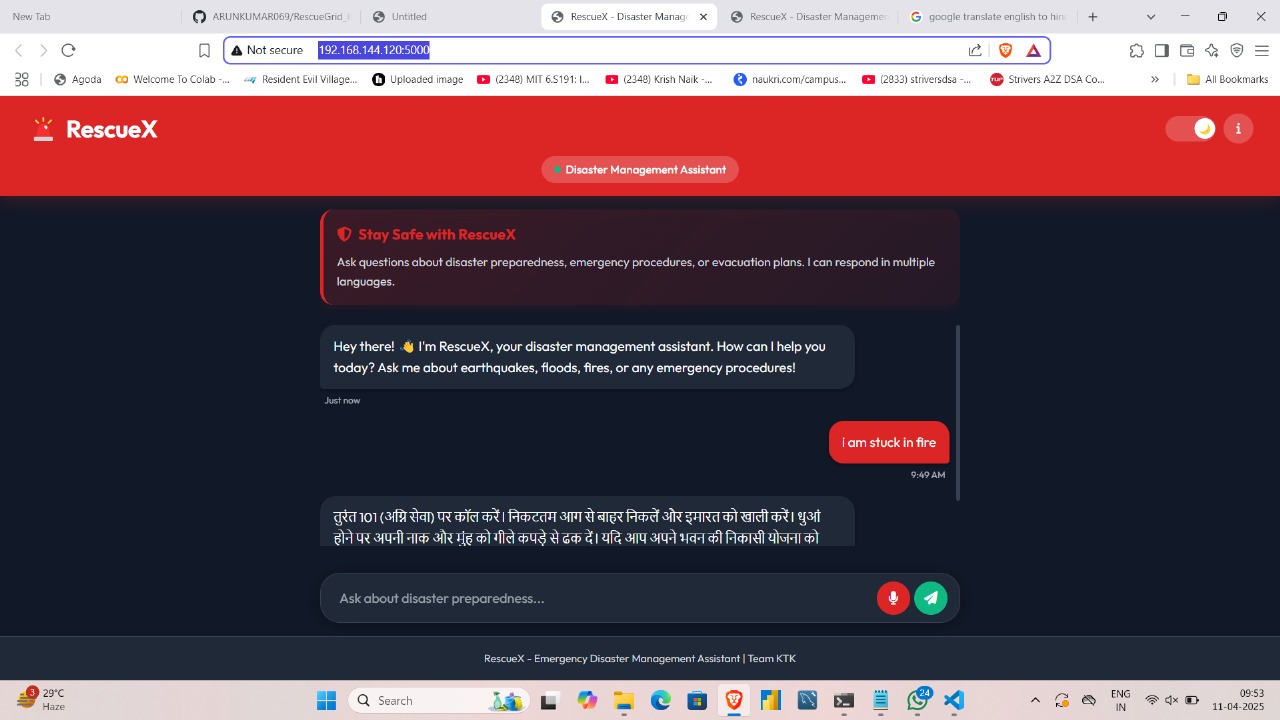 New Tab
ARUNKUMAR069/RescueGrid_I
Untitled
RescueX - Disaster Manage
RescueX - Disaster Managemen
google translate english to hin
Not secure
192.168.144.120:5000
Agoda
Welcome To Colab -...
Resident Evil Village...
Uploaded image
(2348) MIT 6.S191: I...
(2348) Krish Naik -...
naukri.com/campus...
(2833) striversdsa -...
Strivers A2Z DSA Co...
»
All Bookmarks
RescueX
Disaster Management Assistant
Stay Safe with RescueX
Ask questions about disaster preparedness, emergency procedures, or evacuation plans. I can respond in multiple
languages.
Hey there! 👋 I'm RescueX, your disaster management assistant. How can I help you
today? Ask me about earthquakes, floods, fires, or any emergency procedures!
Just now
i am stuck in fire
9:49 AM
तुरंत 101 (अग्नि सेवा) पर कॉल करें। निकटतम आग से बाहर निकलें और इमारत को खाली करें। धुआं
होने पर अपनी नाक और मुंह को गीले कपड़े से ढक दें। यदि आप अपने भवन की निकासी योजना को
Ask about disaster preparedness...
RescueX - Emergency Disaster Management Assistant | Team KTK
3
29°C
Haze
Search
24
ENG
IN
09:53
11-04-2025